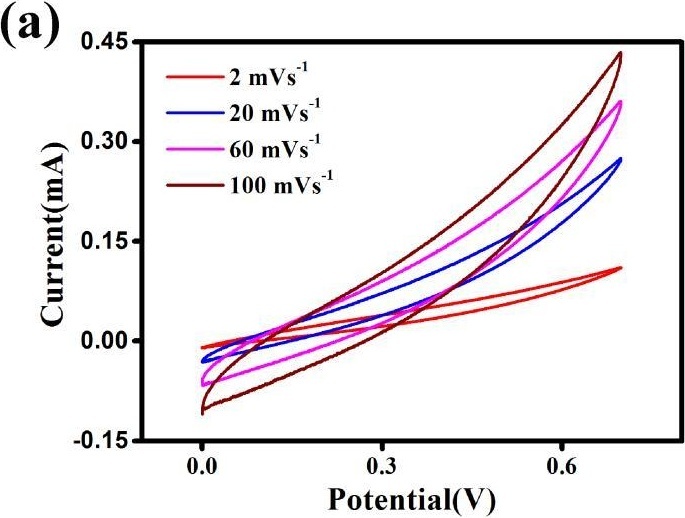 (a)
0.45
0.30
0.15
0.00
-0.15
Current(mA)
2 mVs⁻¹
20 mVs⁻¹
60 mVs⁻¹
100 mVs⁻¹
0.0
0.3
0.6
Potential(V)